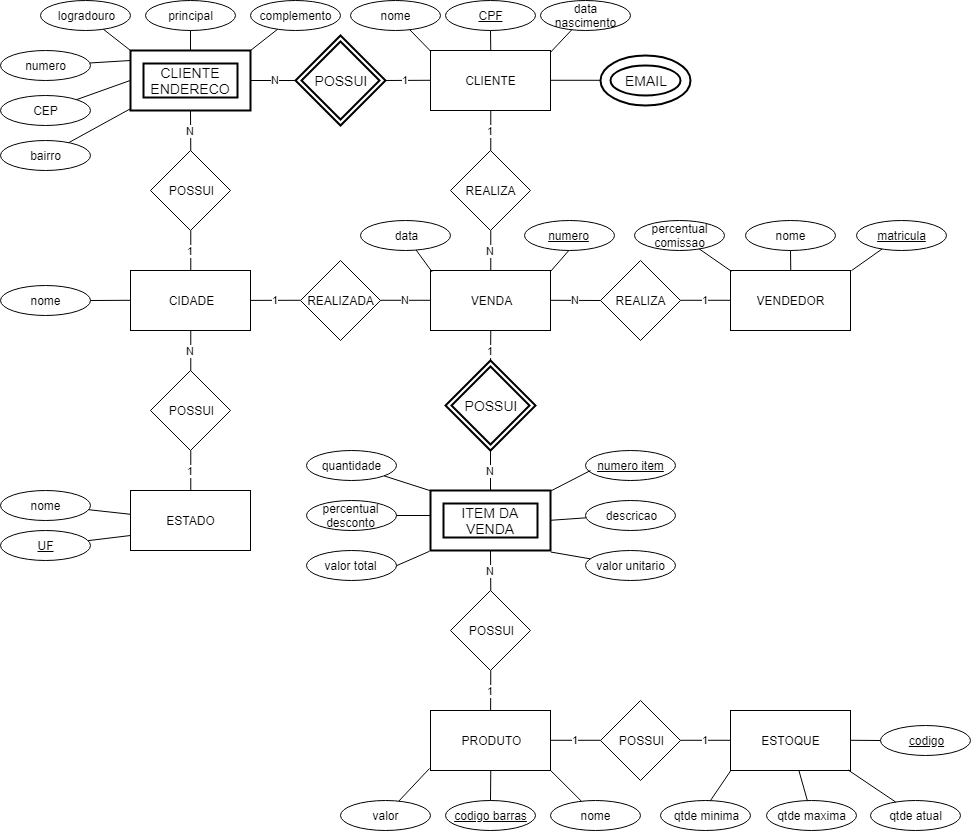 logradouro
principal
complemento
nome
CPF
data
nascimento
numero
CLIENTE
ENDERECO
N
POSSUI
1
CLIENTE
EMAIL
CEP
bairro
N
1
POSSUI
REALIZA
1
N
data
numero
percentual
comissao
nome
matricula
nome
CIDADE
1
REALIZADA
N
VENDA
N
REALIZA
1
VENDEDOR
N
1
POSSUI
POSSUI
1
N
quantidade
numero item
nome
UF
ESTADO
percentual
desconto
ITEM DA
VENDA
descricao
valor total
valor unitario
N
POSSUI
1
PRODUTO
1
POSSUI
1
ESTOQUE
codigo
valor
codigo barras
nome
qtde minima
qtde maxima
qtde atual